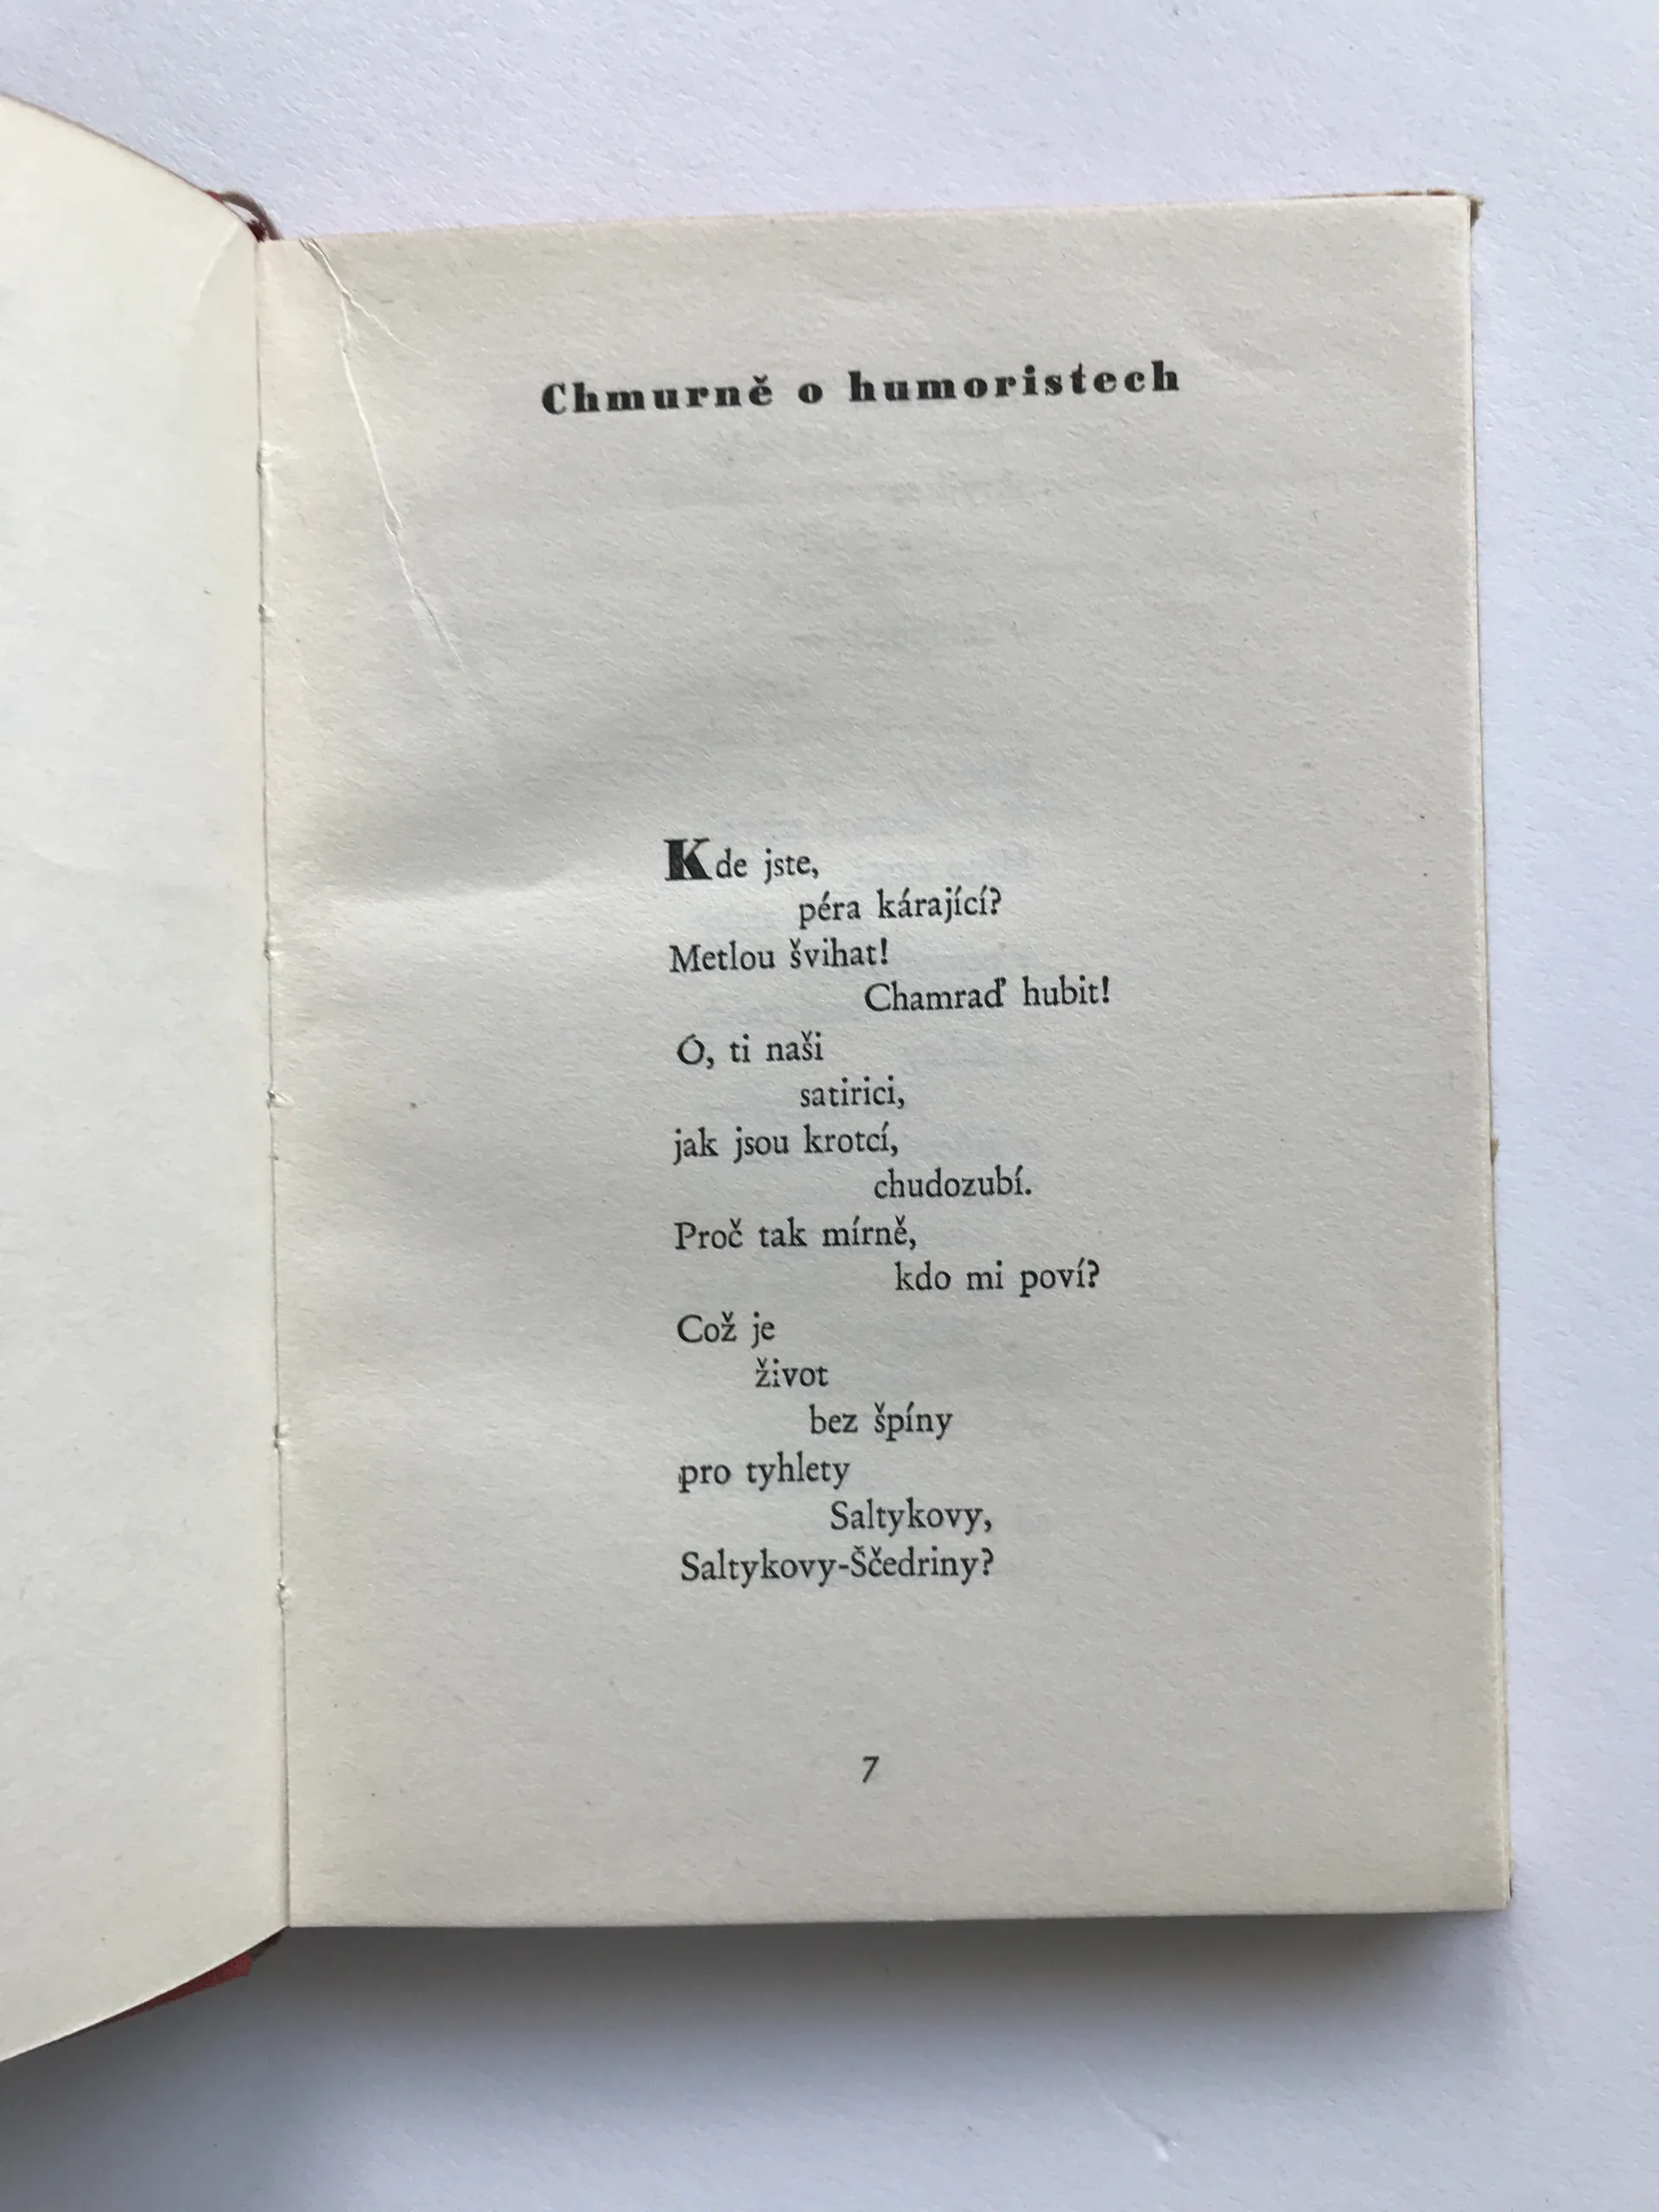 Chmurně o humoristech
Kde jste,
péra kárající?
Metlou švihat!
Chamraď hubit!
Ó, ti naši
satirici,
jak jsou krotcí,
chudozubí.
Proč tak mírně,
kdo mi poví?
Což je
život
bez špíny
pro tyhlety
Saltykovy,
Saltykovy-Ščedriny?
7